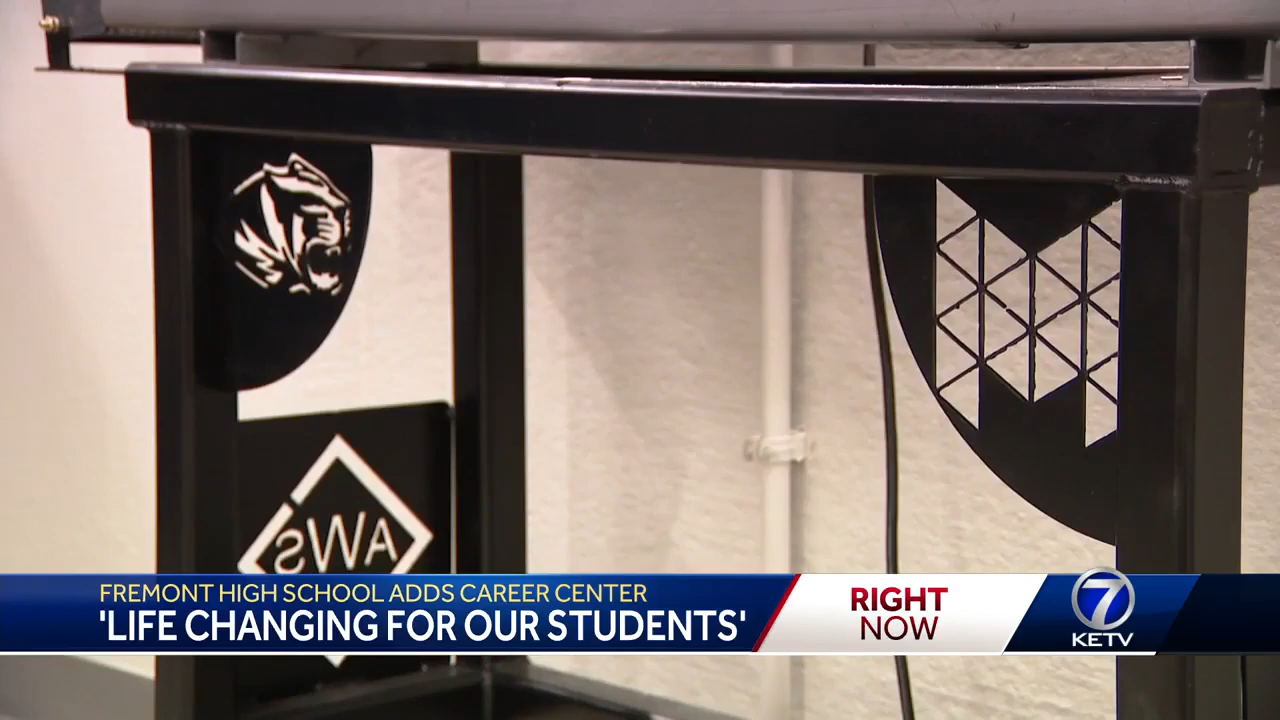 AWS
FREMONT HIGH SCHOOL ADDS CAREER CENTER
'LIFE CHANGING FOR OUR STUDENTS'
RIGHT
NOW
7
KETV